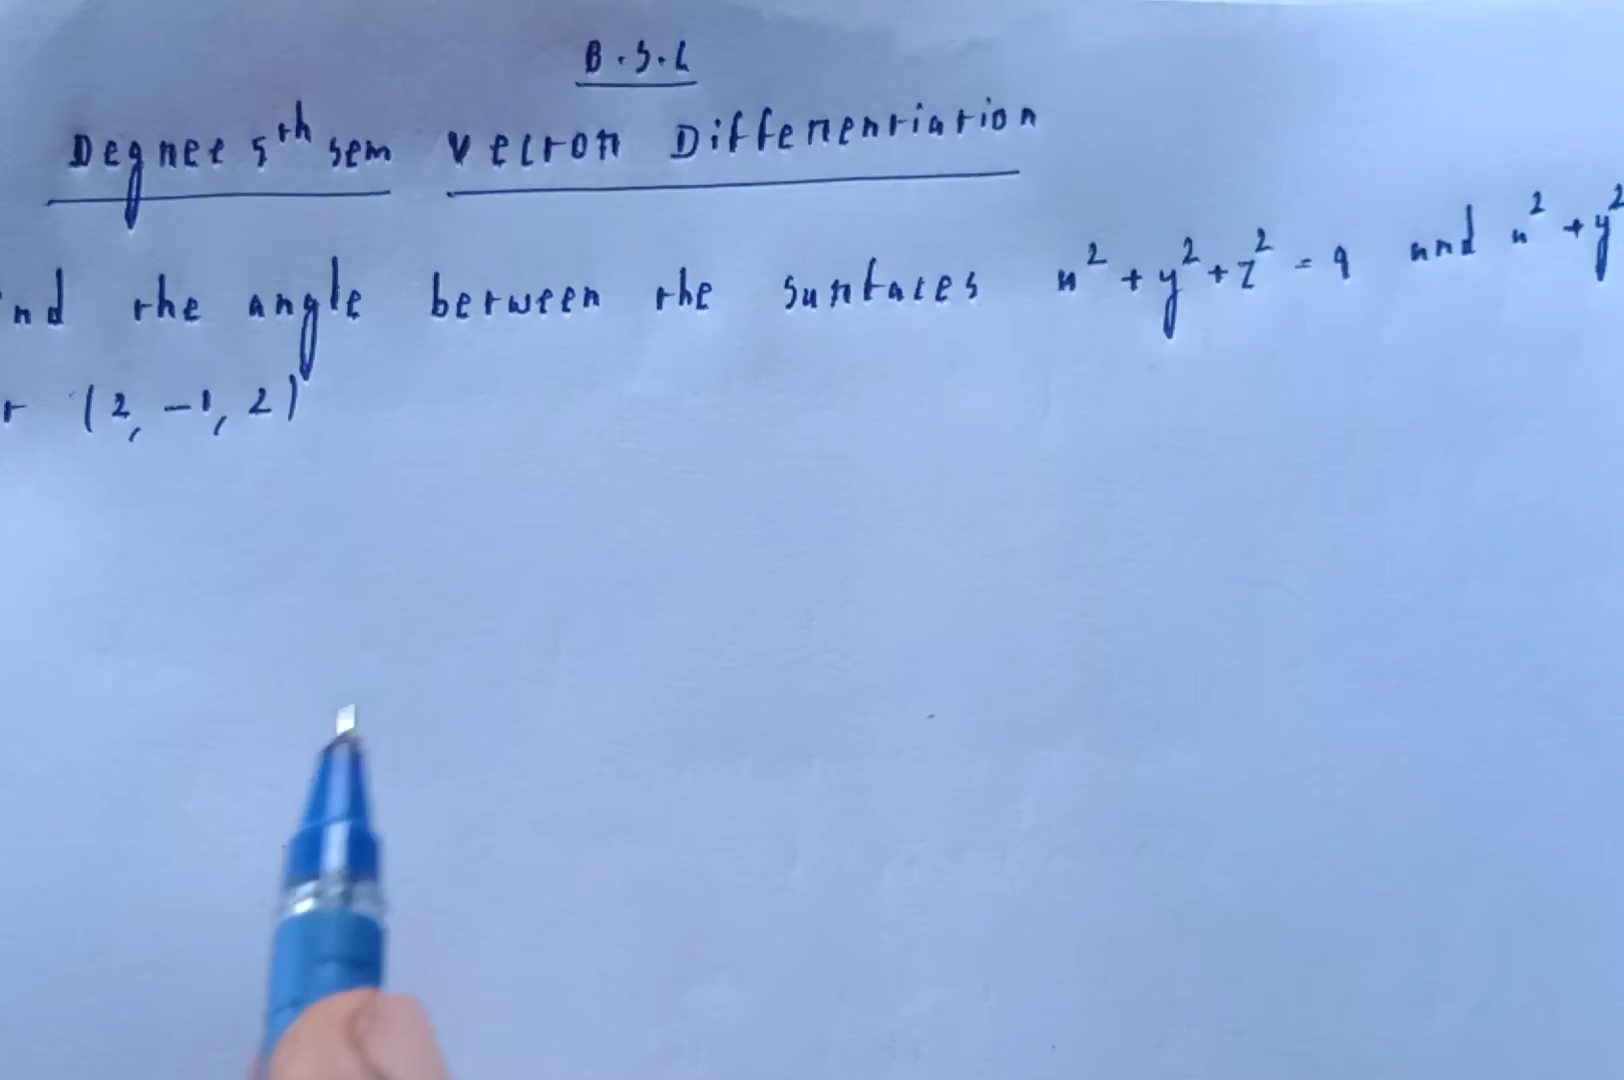 B.S.C
Degree 5th sem Vector Differentiation
nd the angle between the surfaces x² + y² + z² = 9 and x² + y²
t (2, -1, 2)